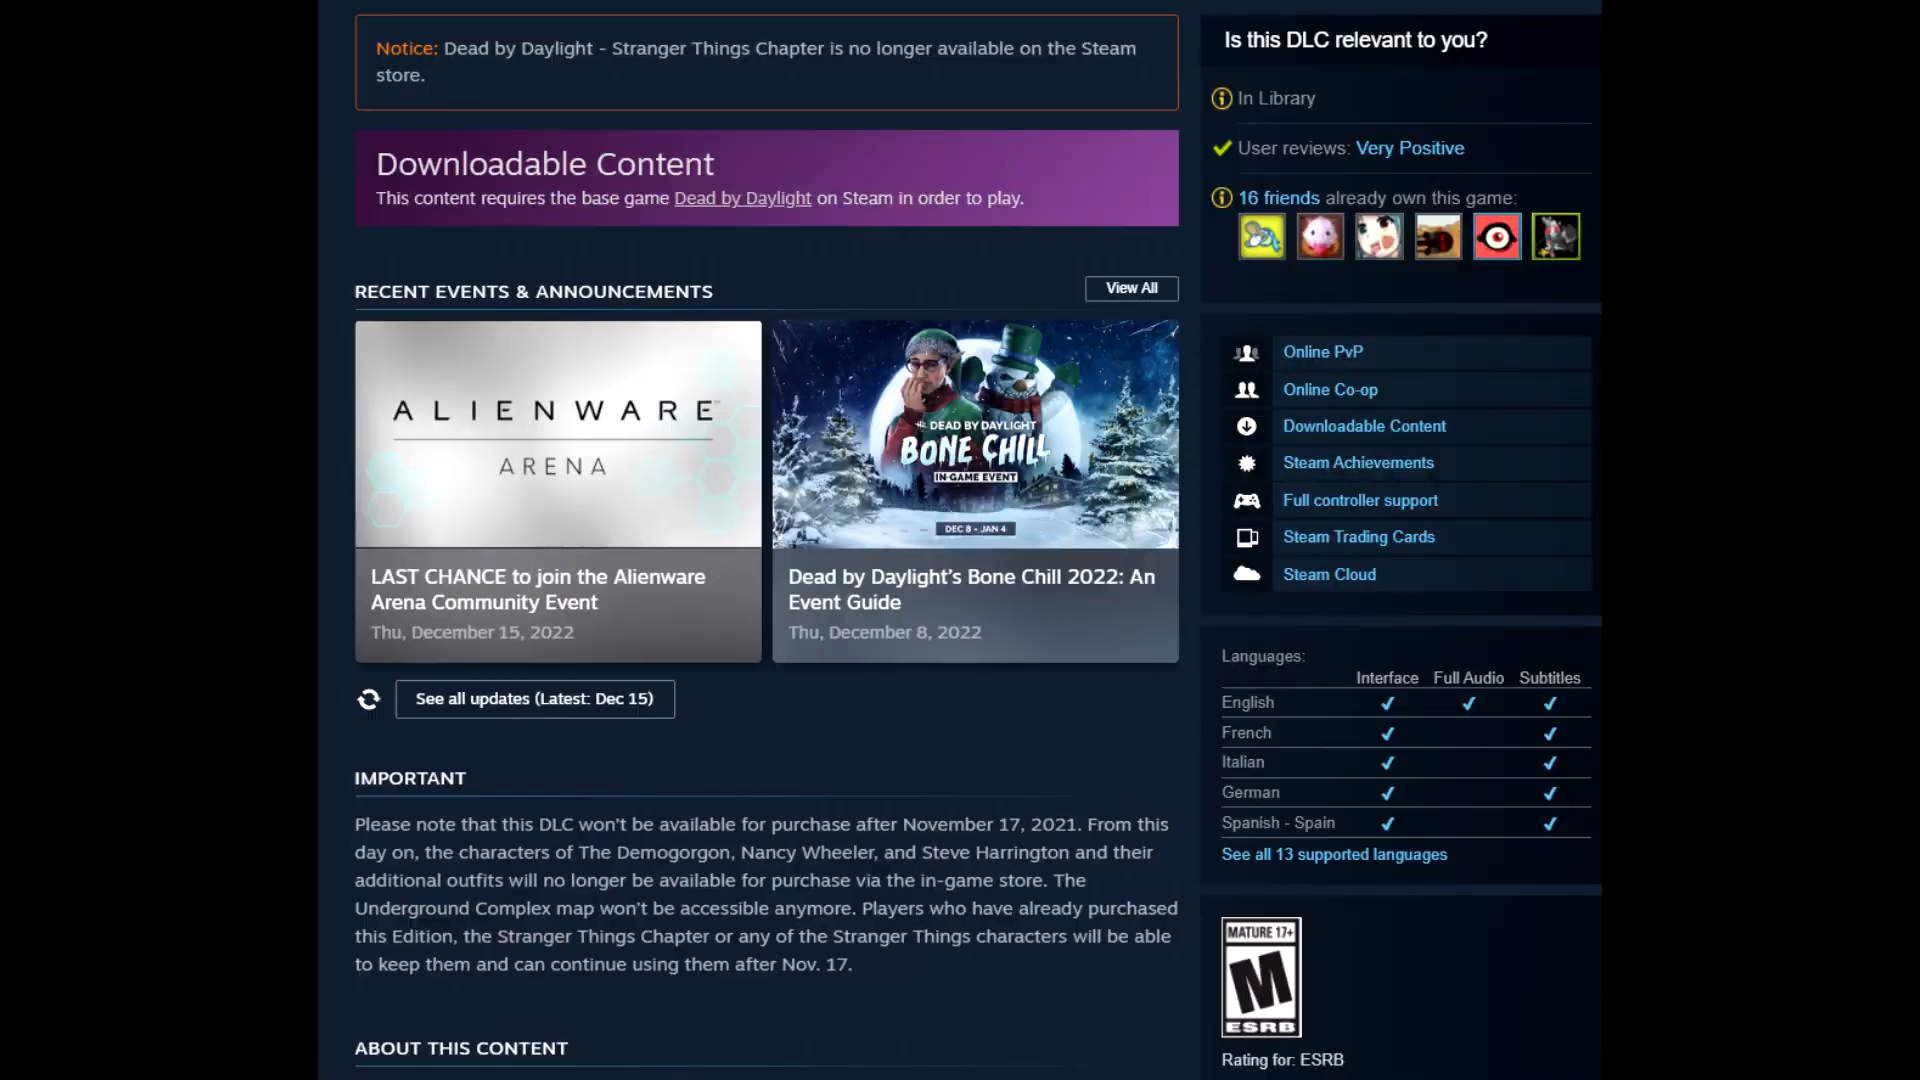 Notice: Dead by Daylight - Stranger Things Chapter is no longer available on the Steam
store.
Downloadable Content
This content requires the base game Dead by Daylight on Steam in order to play.
RECENT EVENTS & ANNOUNCEMENTS
View All
ALIENWARE
ARENA
LAST CHANCE to join the Alienware
Arena Community Event
Thu, December 15, 2022
DEAD BY DAYLIGHT
BONE CHILL
IN-GAME EVENT
DEC 8 - JAN 4
Dead by Daylight's Bone Chill 2022: An
Event Guide
Thu, December 8, 2022
See all updates (Latest: Dec 15)
IMPORTANT
Please note that this DLC won't be available for purchase after November 17, 2021. From this
day on, the characters of The Demogorgon, Nancy Wheeler, and Steve Harrington and their
additional outfits will no longer be available for purchase via the in-game store. The
Underground Complex map won't be accessible anymore. Players who have already purchased
this Edition, the Stranger Things Chapter or any of the Stranger Things characters will be able
to keep them and can continue using them after Nov. 17.
ABOUT THIS CONTENT
Is this DLC relevant to you?
In Library
User reviews: Very Positive
16 friends already own this game:
Online PvP
Online Co-op
Downloadable Content
Steam Achievements
Full controller support
Steam Trading Cards
Steam Cloud
Languages:
Interface Full Audio Subtitles
English ✔ ✔ ✔
French ✔ ✔
Italian ✔ ✔
German ✔ ✔
Spanish - Spain ✔ ✔
See all 13 supported languages
MATURE 17+
M
ESRB
Rating for: ESRB